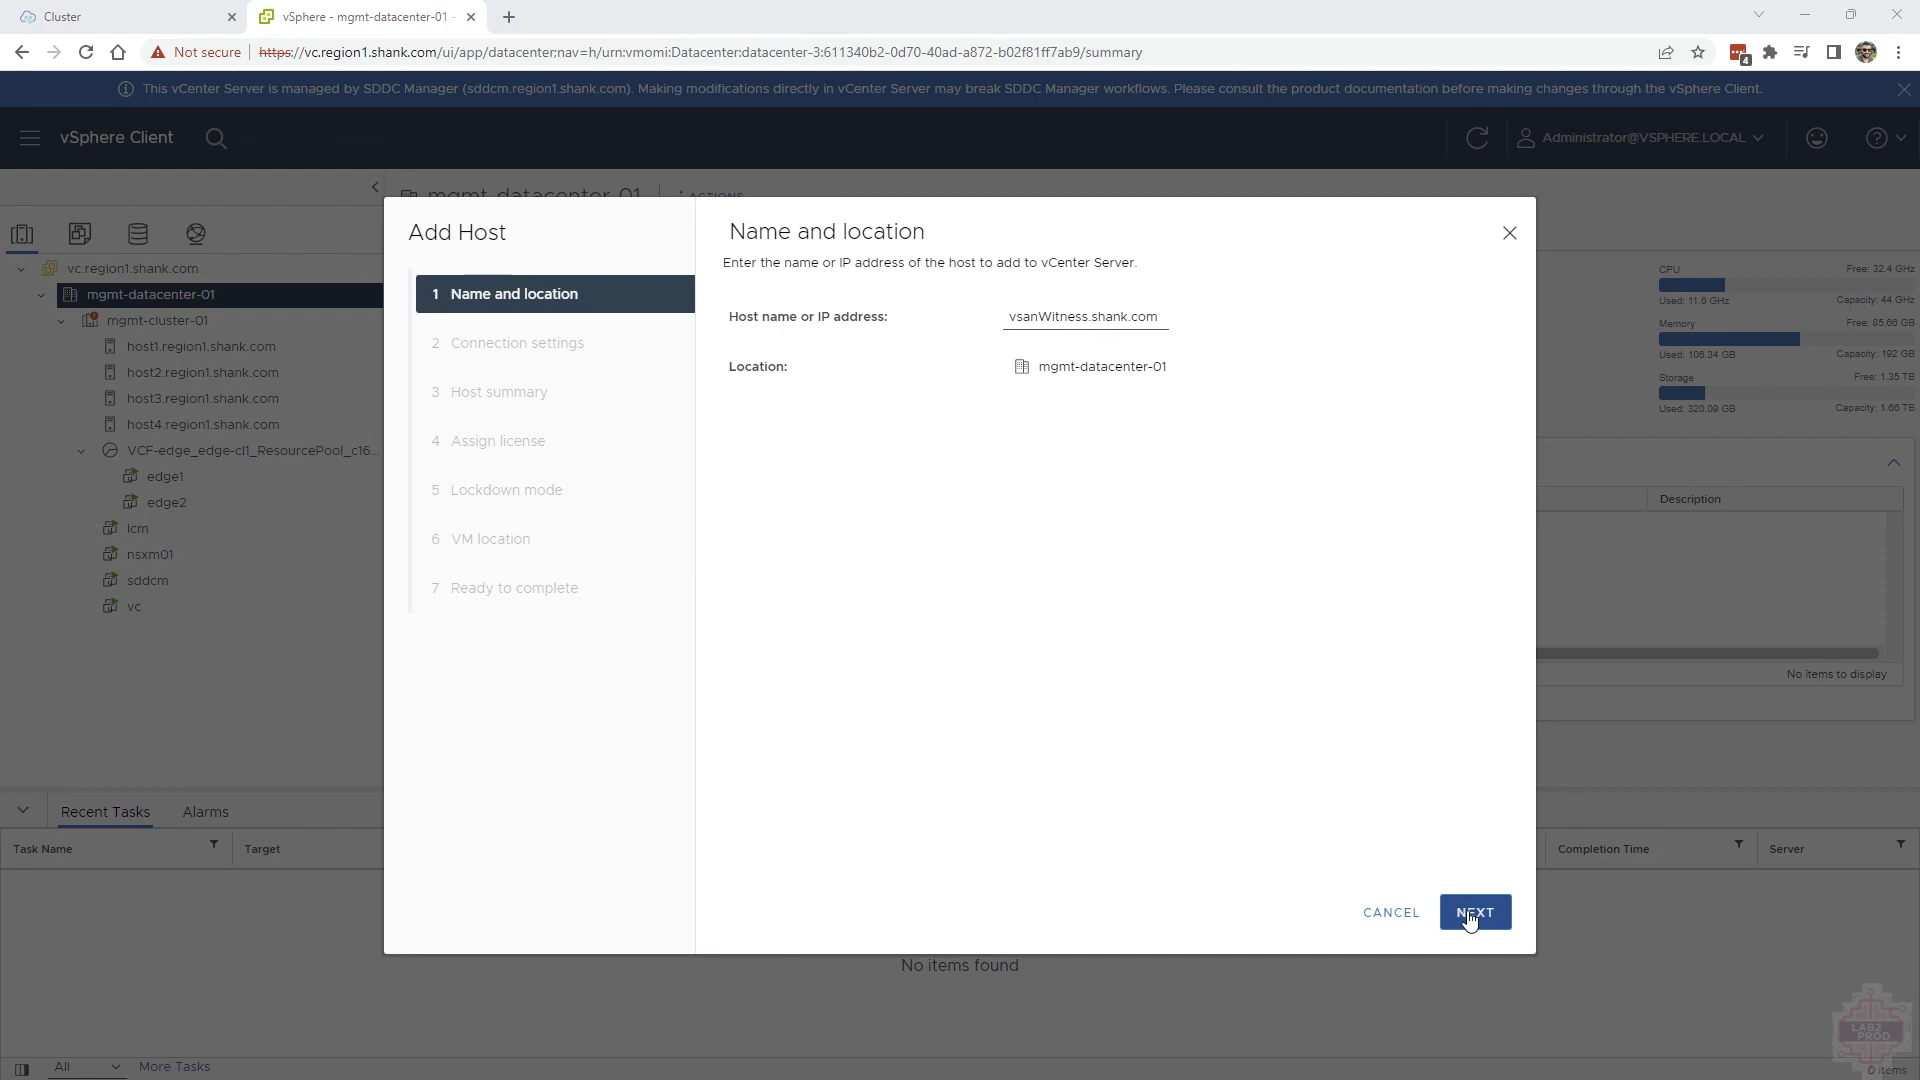 Cluster
vSphere - mgmt-datacenter-01 -
Not secure
https://vc.region1.shank.com/ui/app/datacenter;nav=h/urn:vmomi:Datacenter:datacenter-3:611340b2-0d70-40ad-a872-b02f81ff7ab9/summary
4
This vCenter Server is managed by SDDC Manager (sddcm.region1.shank.com). Making modifications directly in vCenter Server may break SDDC Manager workflows. Please consult the product documentation before making changes through the vSphere Client.
vSphere Client
Administrator@VSPHERE.LOCAL
mgmt-datacenter-01
ACTIONS
vc.region1.shank.com
mgmt-datacenter-01
mgmt-cluster-01
host1.region1.shank.com
host2.region1.shank.com
host3.region1.shank.com
host4.region1.shank.com
VCF-edge_edge-cl1_ResourcePool_c16...
edge1
edge2
lcm
nsxm01
sddcm
vc
Add Host
1 Name and location
2 Connection settings
3 Host summary
4 Assign license
5 Lockdown mode
6 VM location
7 Ready to complete
Name and location
Enter the name or IP address of the host to add to vCenter Server.
Host name or IP address:
vsanWitness.shank.com
Location:
mgmt-datacenter-01
CANCEL
NEXT
CPU
Free: 32.4 GHz
Used: 11.6 GHz
Capacity: 44 GHz
Memory
Free: 85.66 GB
Used: 106.34 GB
Capacity: 192 GB
Storage
Free: 1.35 TB
Used: 320.09 GB
Capacity: 1.66 TB
Description
No items to display
Recent Tasks
Alarms
Task Name
Target
Completion Time
Server
No items found
All
More Tasks
0 items
LAB2
PROD